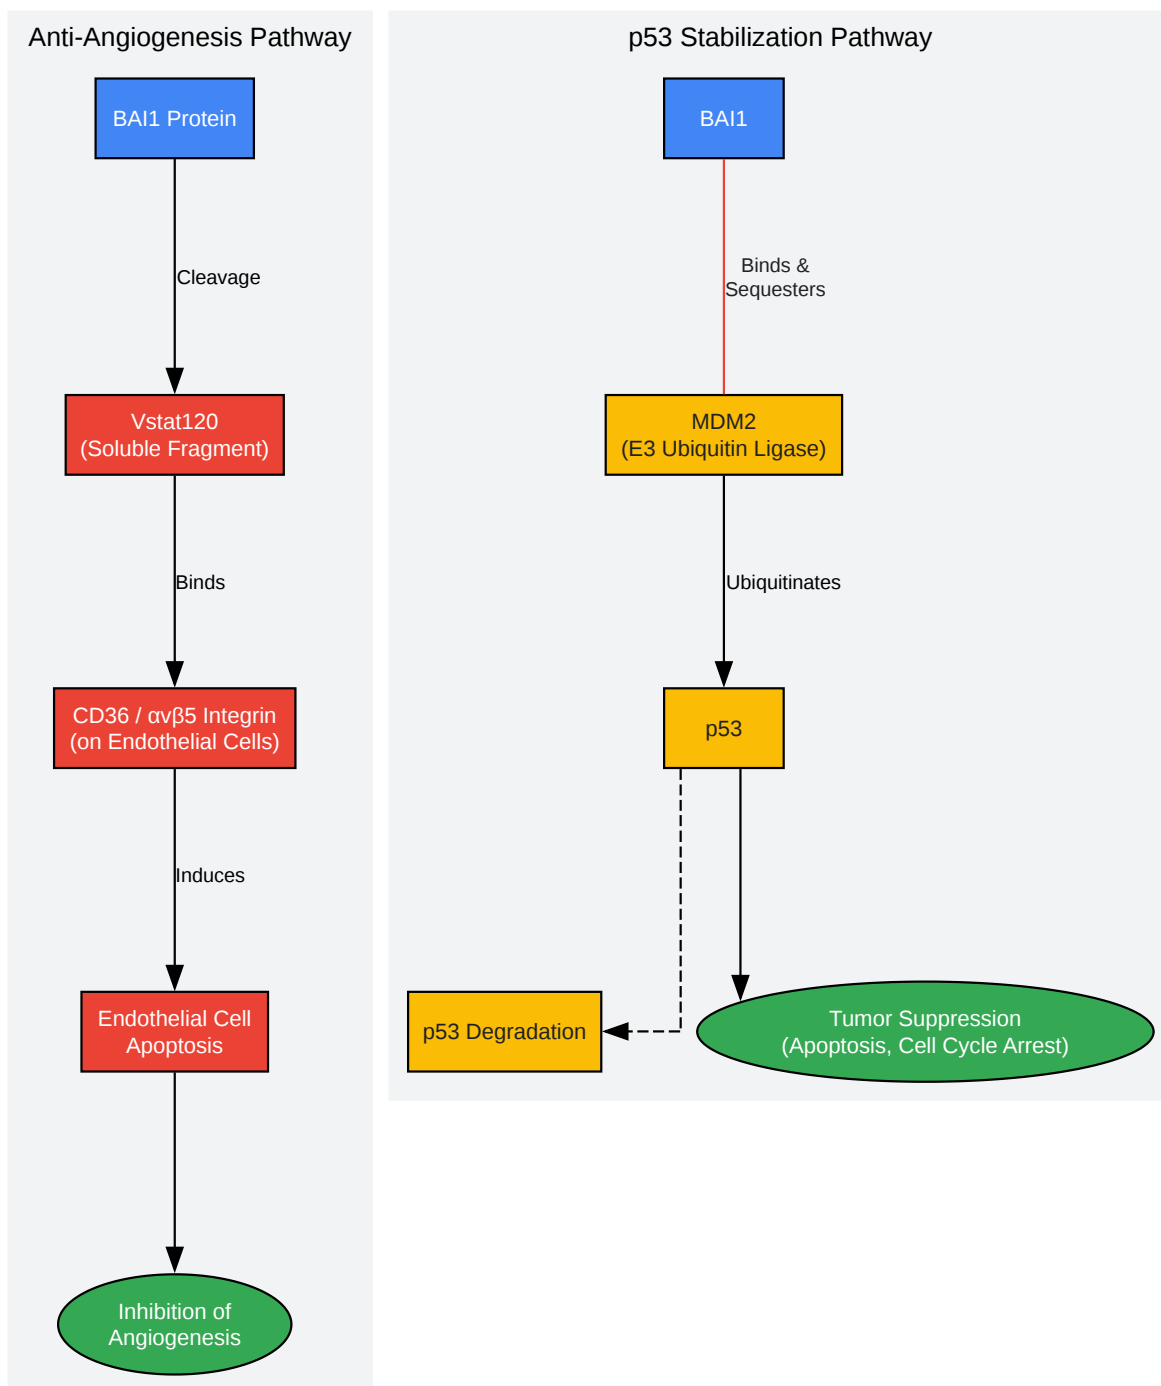 Anti-Angiogenesis Pathway
BAI1 Protein
Cleavage
Vstat120
(Soluble Fragment)
Binds
CD36 / αvβ5 Integrin
(on Endothelial Cells)
Induces
Endothelial Cell
Apoptosis
Inhibition of
Angiogenesis
p53 Stabilization Pathway
BAI1
Binds &
Sequesters
MDM2
(E3 Ubiquitin Ligase)
Ubiquitinates
p53
p53 Degradation
Tumor Suppression
(Apoptosis, Cell Cycle Arrest)